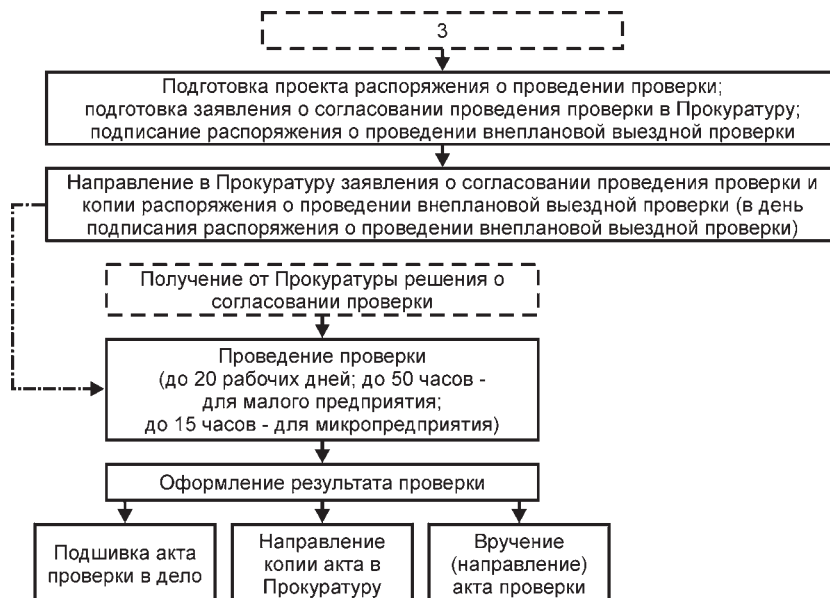 3
Подготовка проекта распоряжения о проведении проверки;
подготовка заявления о согласовании проведения проверки в Прокуратуру;
подписание распоряжения о проведении внеплановой выездной проверки
Направление в Прокуратуру заявления о согласовании проведения проверки и
копии распоряжения о проведении внеплановой выездной проверки (в день
подписания распоряжения о проведении внеплановой выездной проверки)
Получение от Прокуратуры решения о
согласовании проверки
Проведение проверки
(до 20 рабочих дней; до 50 часов -
для малого предприятия;
до 15 часов - для микропредприятия)
Оформление результата проверки
Подшивка акта
проверки в дело
Направление
копии акта в
Прокуратуру
Вручение
(направление)
акта проверки